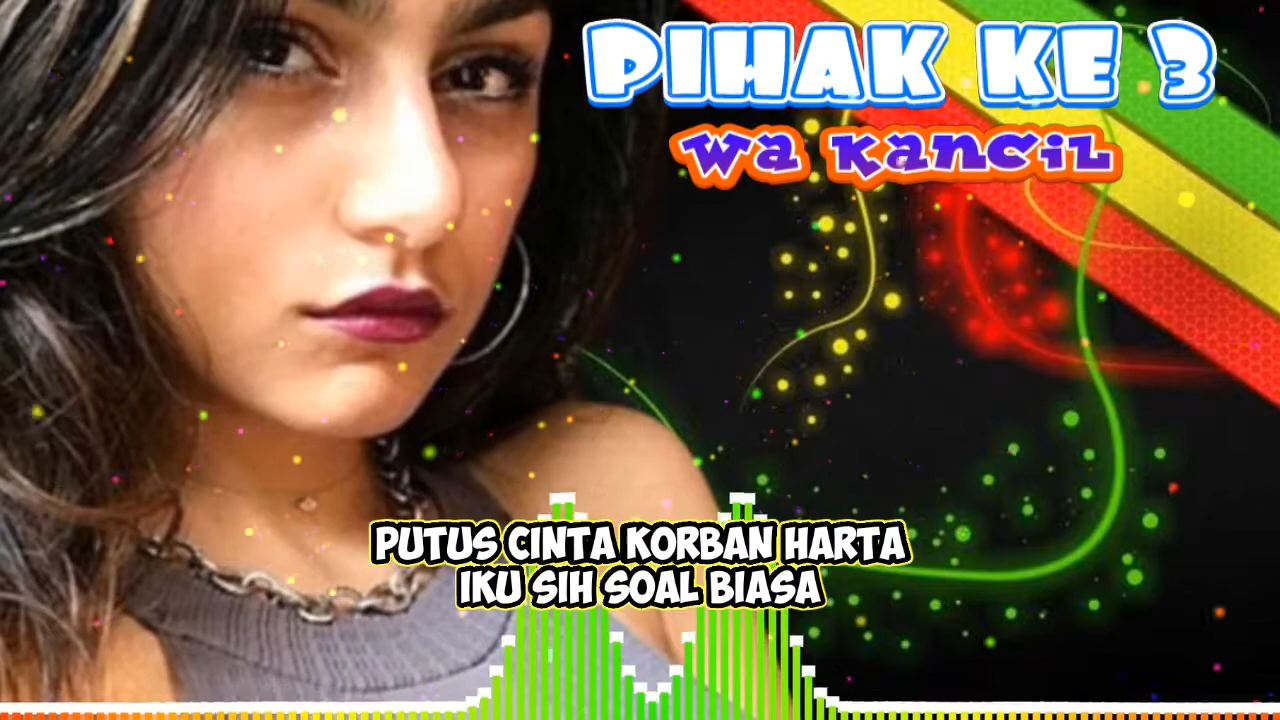 PIHAK KE 3
Wa Kancil
PUTUS CINTA KORBAN HARTA
IKU SIH SOAL BIASA